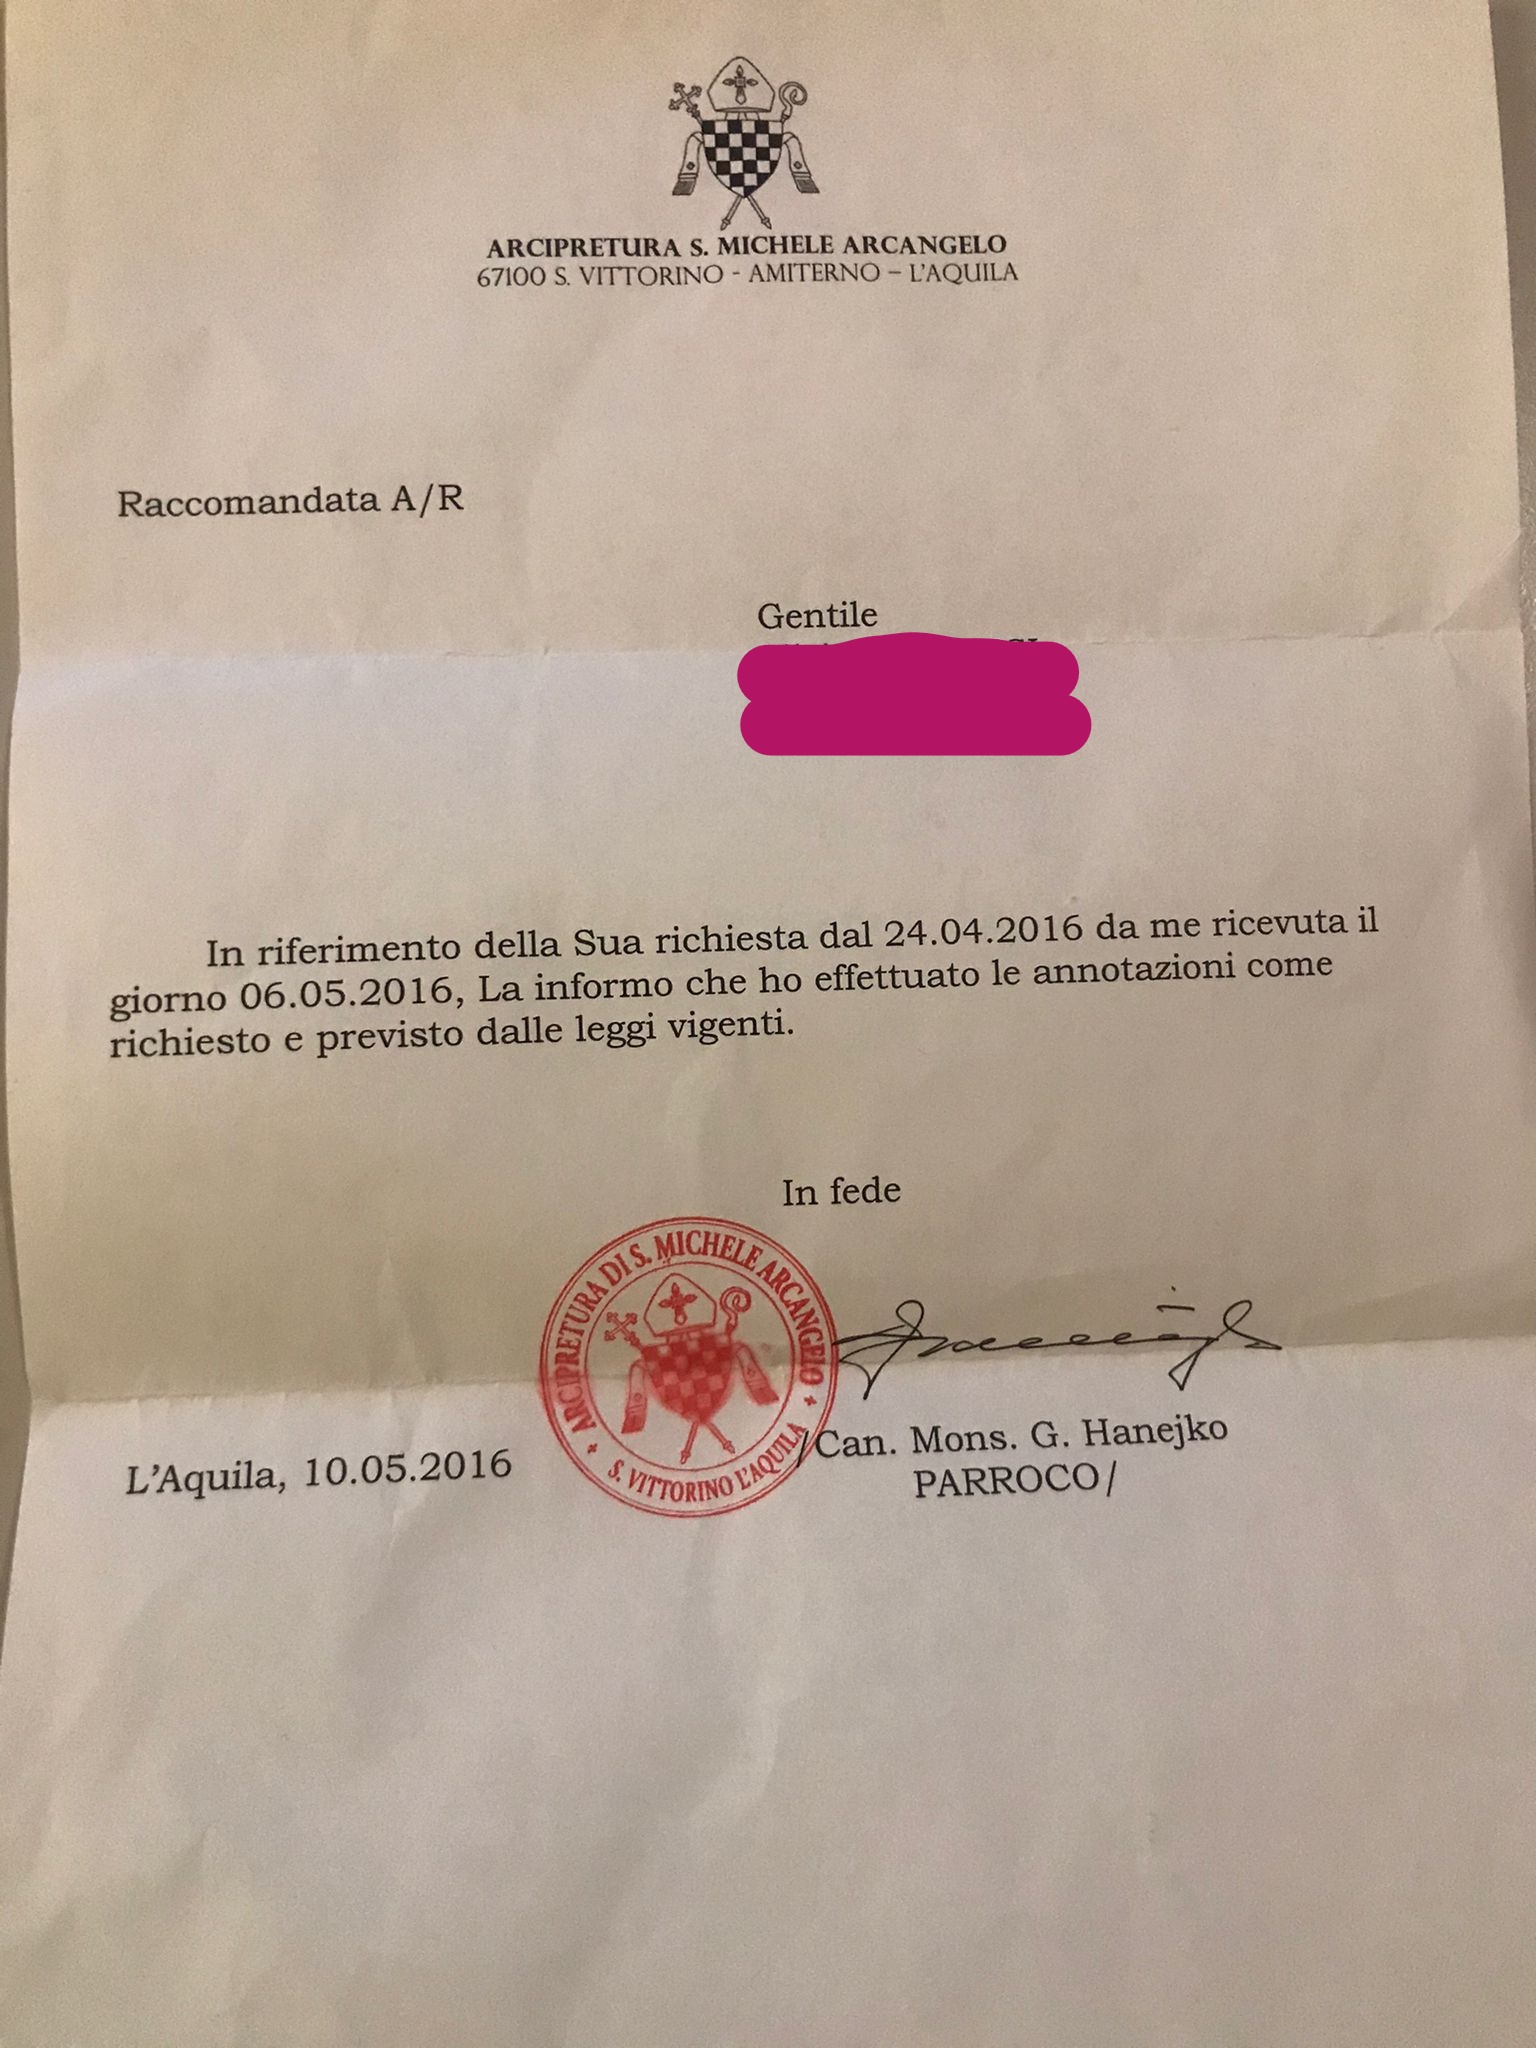 ARCIPRETURA S. MICHELE ARCANGELO
67100 S. VITTORINO - AMITERNO – L'AQUILA
Raccomandata A/R
Gentile
In riferimento della Sua richiesta dal 24.04.2016 da me ricevuta il
giorno 06.05.2016, La informo che ho effettuato le annotazioni come
richiesto e previsto dalle leggi vigenti.
In fede
ARCIPRETURA DI S. MICHELE ARCANGELO
S. VITTORINO L'AQUILA
/Can. Mons. G. Hanejko
PARROCO/
L'Aquila, 10.05.2016